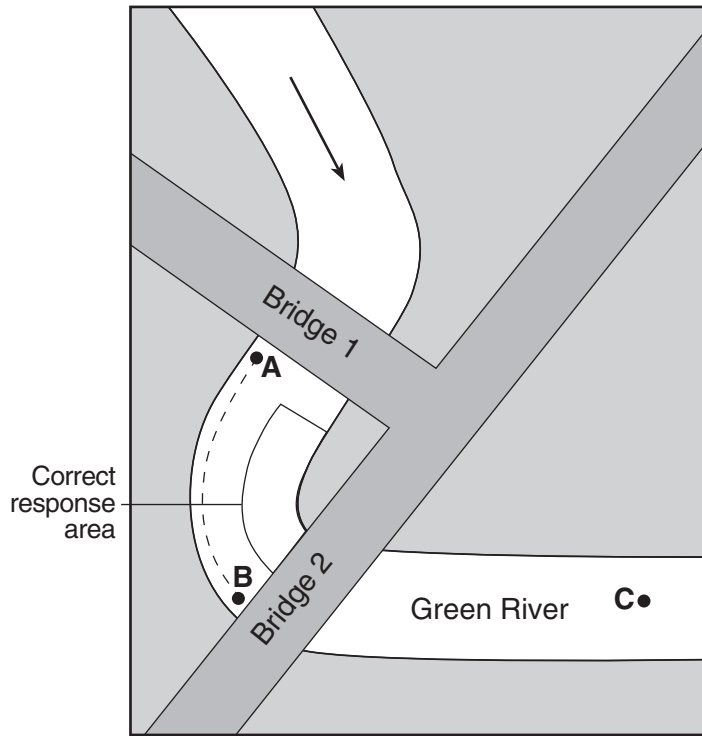 Bridge 1
A
Correct
response
area
B
Bridge 2
Green River
C